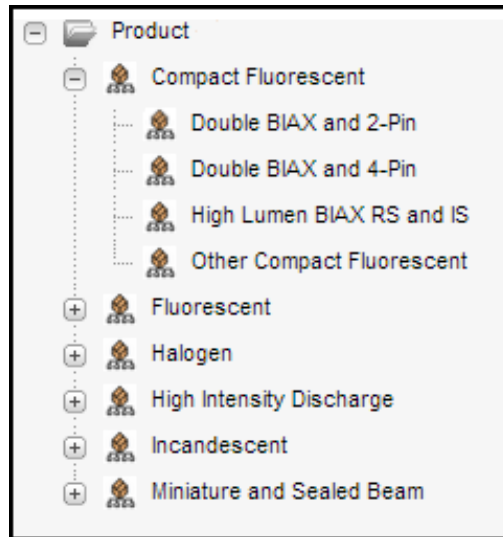 Product
Compact Fluorescent
Double BIAX and 2-Pin
Double BIAX and 4-Pin
High Lumen BIAX RS and IS
Other Compact Fluorescent
Fluorescent
Halogen
High Intensity Discharge
Incandescent
Miniature and Sealed Beam